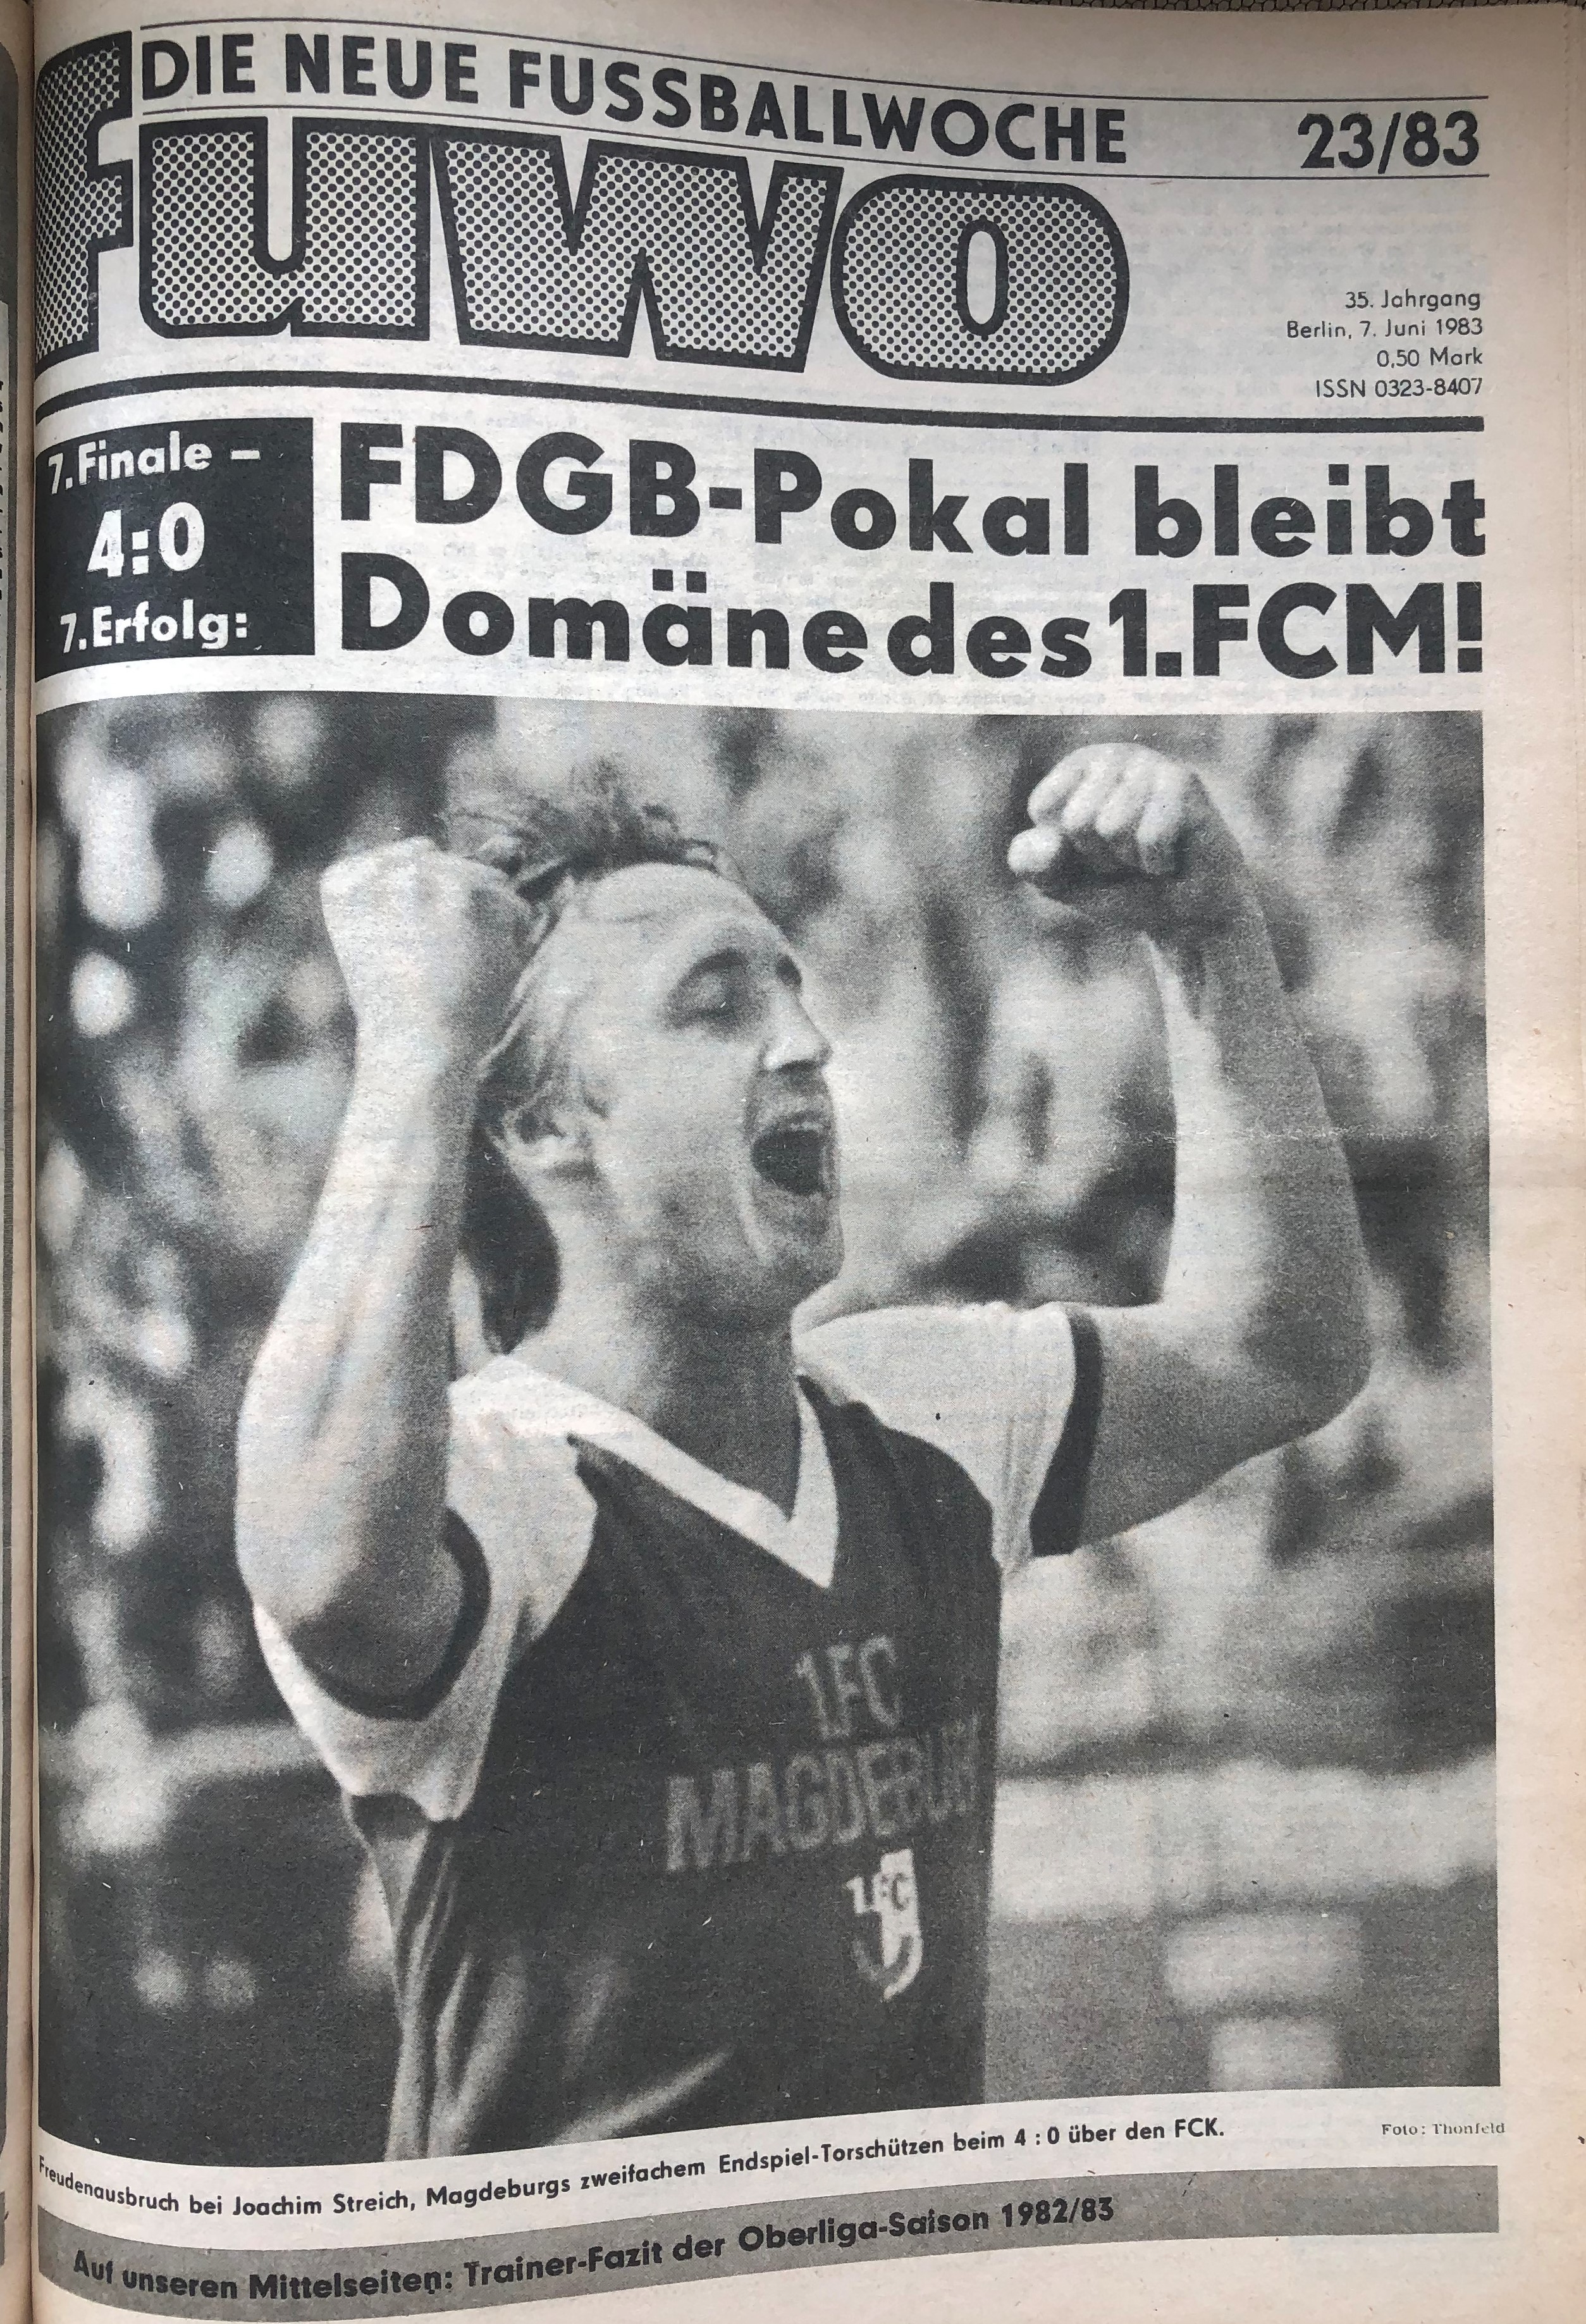 DIE NEUE FUSSBALLWOCHE
23/83
fuwo
35. Jahrgang
Berlin, 7. Juni 1983
0,50 Mark
ISSN 0323-8407
7. Finale –
4:0
7. Erfolg:
FDGB-Pokal bleibt
Domäne des 1. FCM!
1.FC
MAGDEBURG
1.FC
Freudenausbruch bei Joachim Streich, Magdeburgs zweifachem Endspiel-Torschützen beim 4 : 0 über den FCK.
Foto: Thonfeld
Auf unseren Mittelseiten: Trainer-Fazit der Oberliga-Saison 1982/83